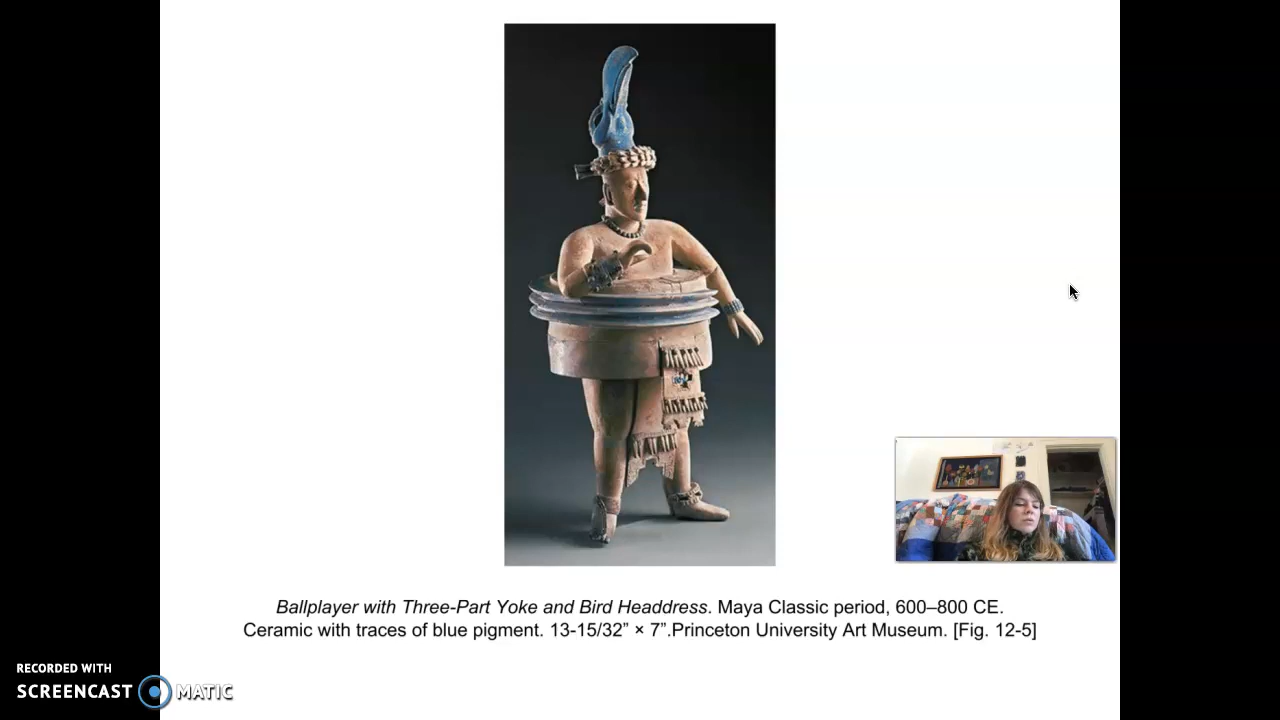 Ballplayer with Three-Part Yoke and Bird Headdress. Maya Classic period, 600–800 CE.
Ceramic with traces of blue pigment. 13-15/32” × 7”.Princeton University Art Museum. [Fig. 12-5]
RECORDED WITH
SCREENCAST MATIC